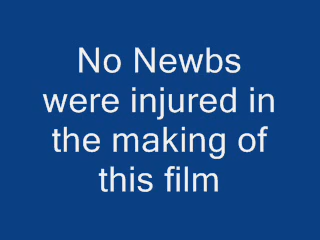 No Newbs
were injured in
the making of
this film